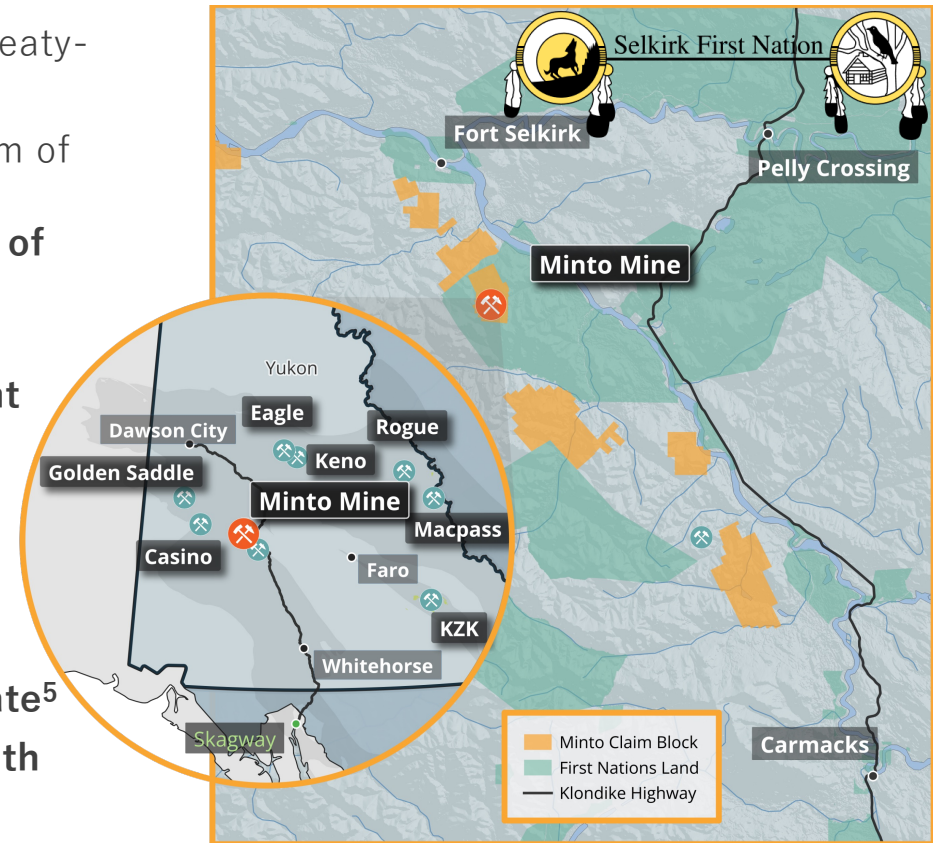 eaty-
m of
of
nt
ate⁵
th
Selkirk First Nation
Fort Selkirk
Pelly Crossing
Minto Mine
Yukon
Eagle
Rogue
Dawson City
Keno
Golden Saddle
Minto Mine
Macpass
Casino
Faro
KZK
Whitehorse
Skagway
Minto Claim Block
First Nations Land
Klondike Highway
Carmacks